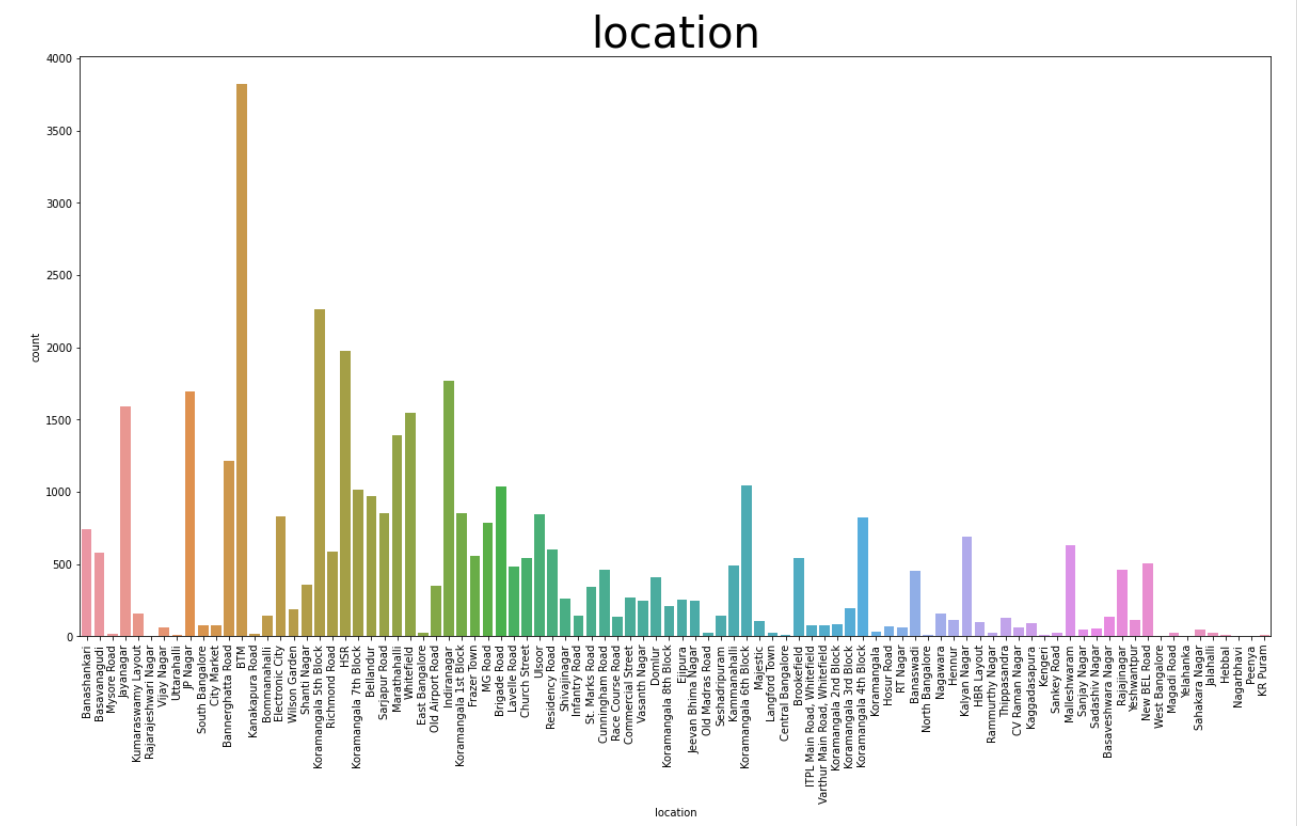 location
4000
3500
3000
2500
2000
1500
1000
500
0
count
Banashankari
Basavanagudi
Mysore Road
Jayanagar
Kumaraswamy Layout
Rajarajeshwari Nagar
Vijay Nagar
Uttarahalli
JP Nagar
South Bangalore
City Market
Bannerghatta Road
BTM
Kanakapura Road
Bommanahalli
Electronic City
Wilson Garden
Shanti Nagar
Koramangala 5th Block
Richmond Road
HSR
Koramangala 7th Block
Bellandur
Sarjapur Road
Marathahalli
Whitefield
East Bangalore
Old Airport Road
Indiranagar
Koramangala 1st Block
Frazer Town
MG Road
Brigade Road
Lavelle Road
Church Street
Ulsoor
Residency Road
Shivajinagar
Infantry Road
St. Marks Road
Cunningham Road
Race Course Road
Commercial Street
Vasanth Nagar
Domlur
Koramangala 8th Block
Ejipura
Jeevan Bhima Nagar
Old Madras Road
Seshadripuram
Kammanahalli
Koramangala 6th Block
Majestic
Langford Town
Central Bangalore
Brookefield
ITPL Main Road, Whitefield
Varthur Main Road, Whitefield
Koramangala 2nd Block
Koramangala 3rd Block
Koramangala 4th Block
Koramangala
Hosur Road
RT Nagar
Banaswadi
North Bangalore
Nagawara
Hennur
Kalyan Nagar
HBR Layout
Rammurthy Nagar
Thippasandra
CV Raman Nagar
Kaggadasapura
Kengeri
Sankey Road
Malleshwaram
Sanjay Nagar
Sadashiv Nagar
Basaveshwara Nagar
Rajajinagar
Yeshwantpur
New BEL Road
West Bangalore
Magadi Road
Yelahanka
Sahakara Nagar
Jalahalli
Hebbal
Nagarbhavi
Peenya
KR Puram
location